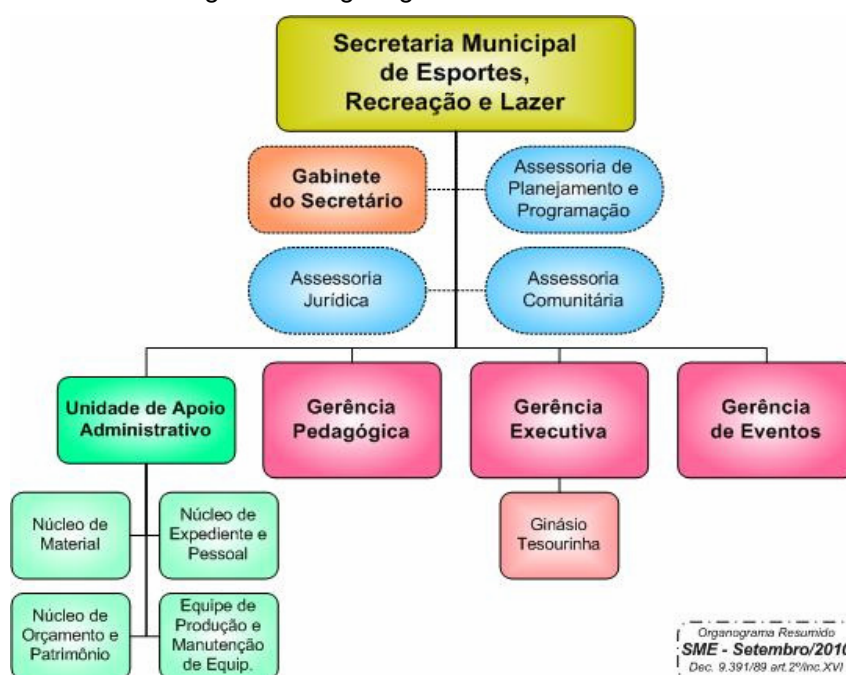 Secretaria Municipal
de Esportes,
Recreação e Lazer
Gabinete
do Secretário
Assessoria de
Planejamento e
Programação
Assessoria
Jurídica
Assessoria
Comunitária
Unidade de Apoio
Administrativo
Gerência
Pedagógica
Gerência
Executiva
Gerência
de Eventos
Núcleo de
Material
Núcleo de
Expediente e
Pessoal
Núcleo de
Orçamento e
Patrimônio
Equipe de
Produção e
Manutenção
de Equip.
Ginásio
Tesourinha
Organograma Resumido
SME - Setembro/2010
Dec. 9.391/89 art.2º/Inc.XVI